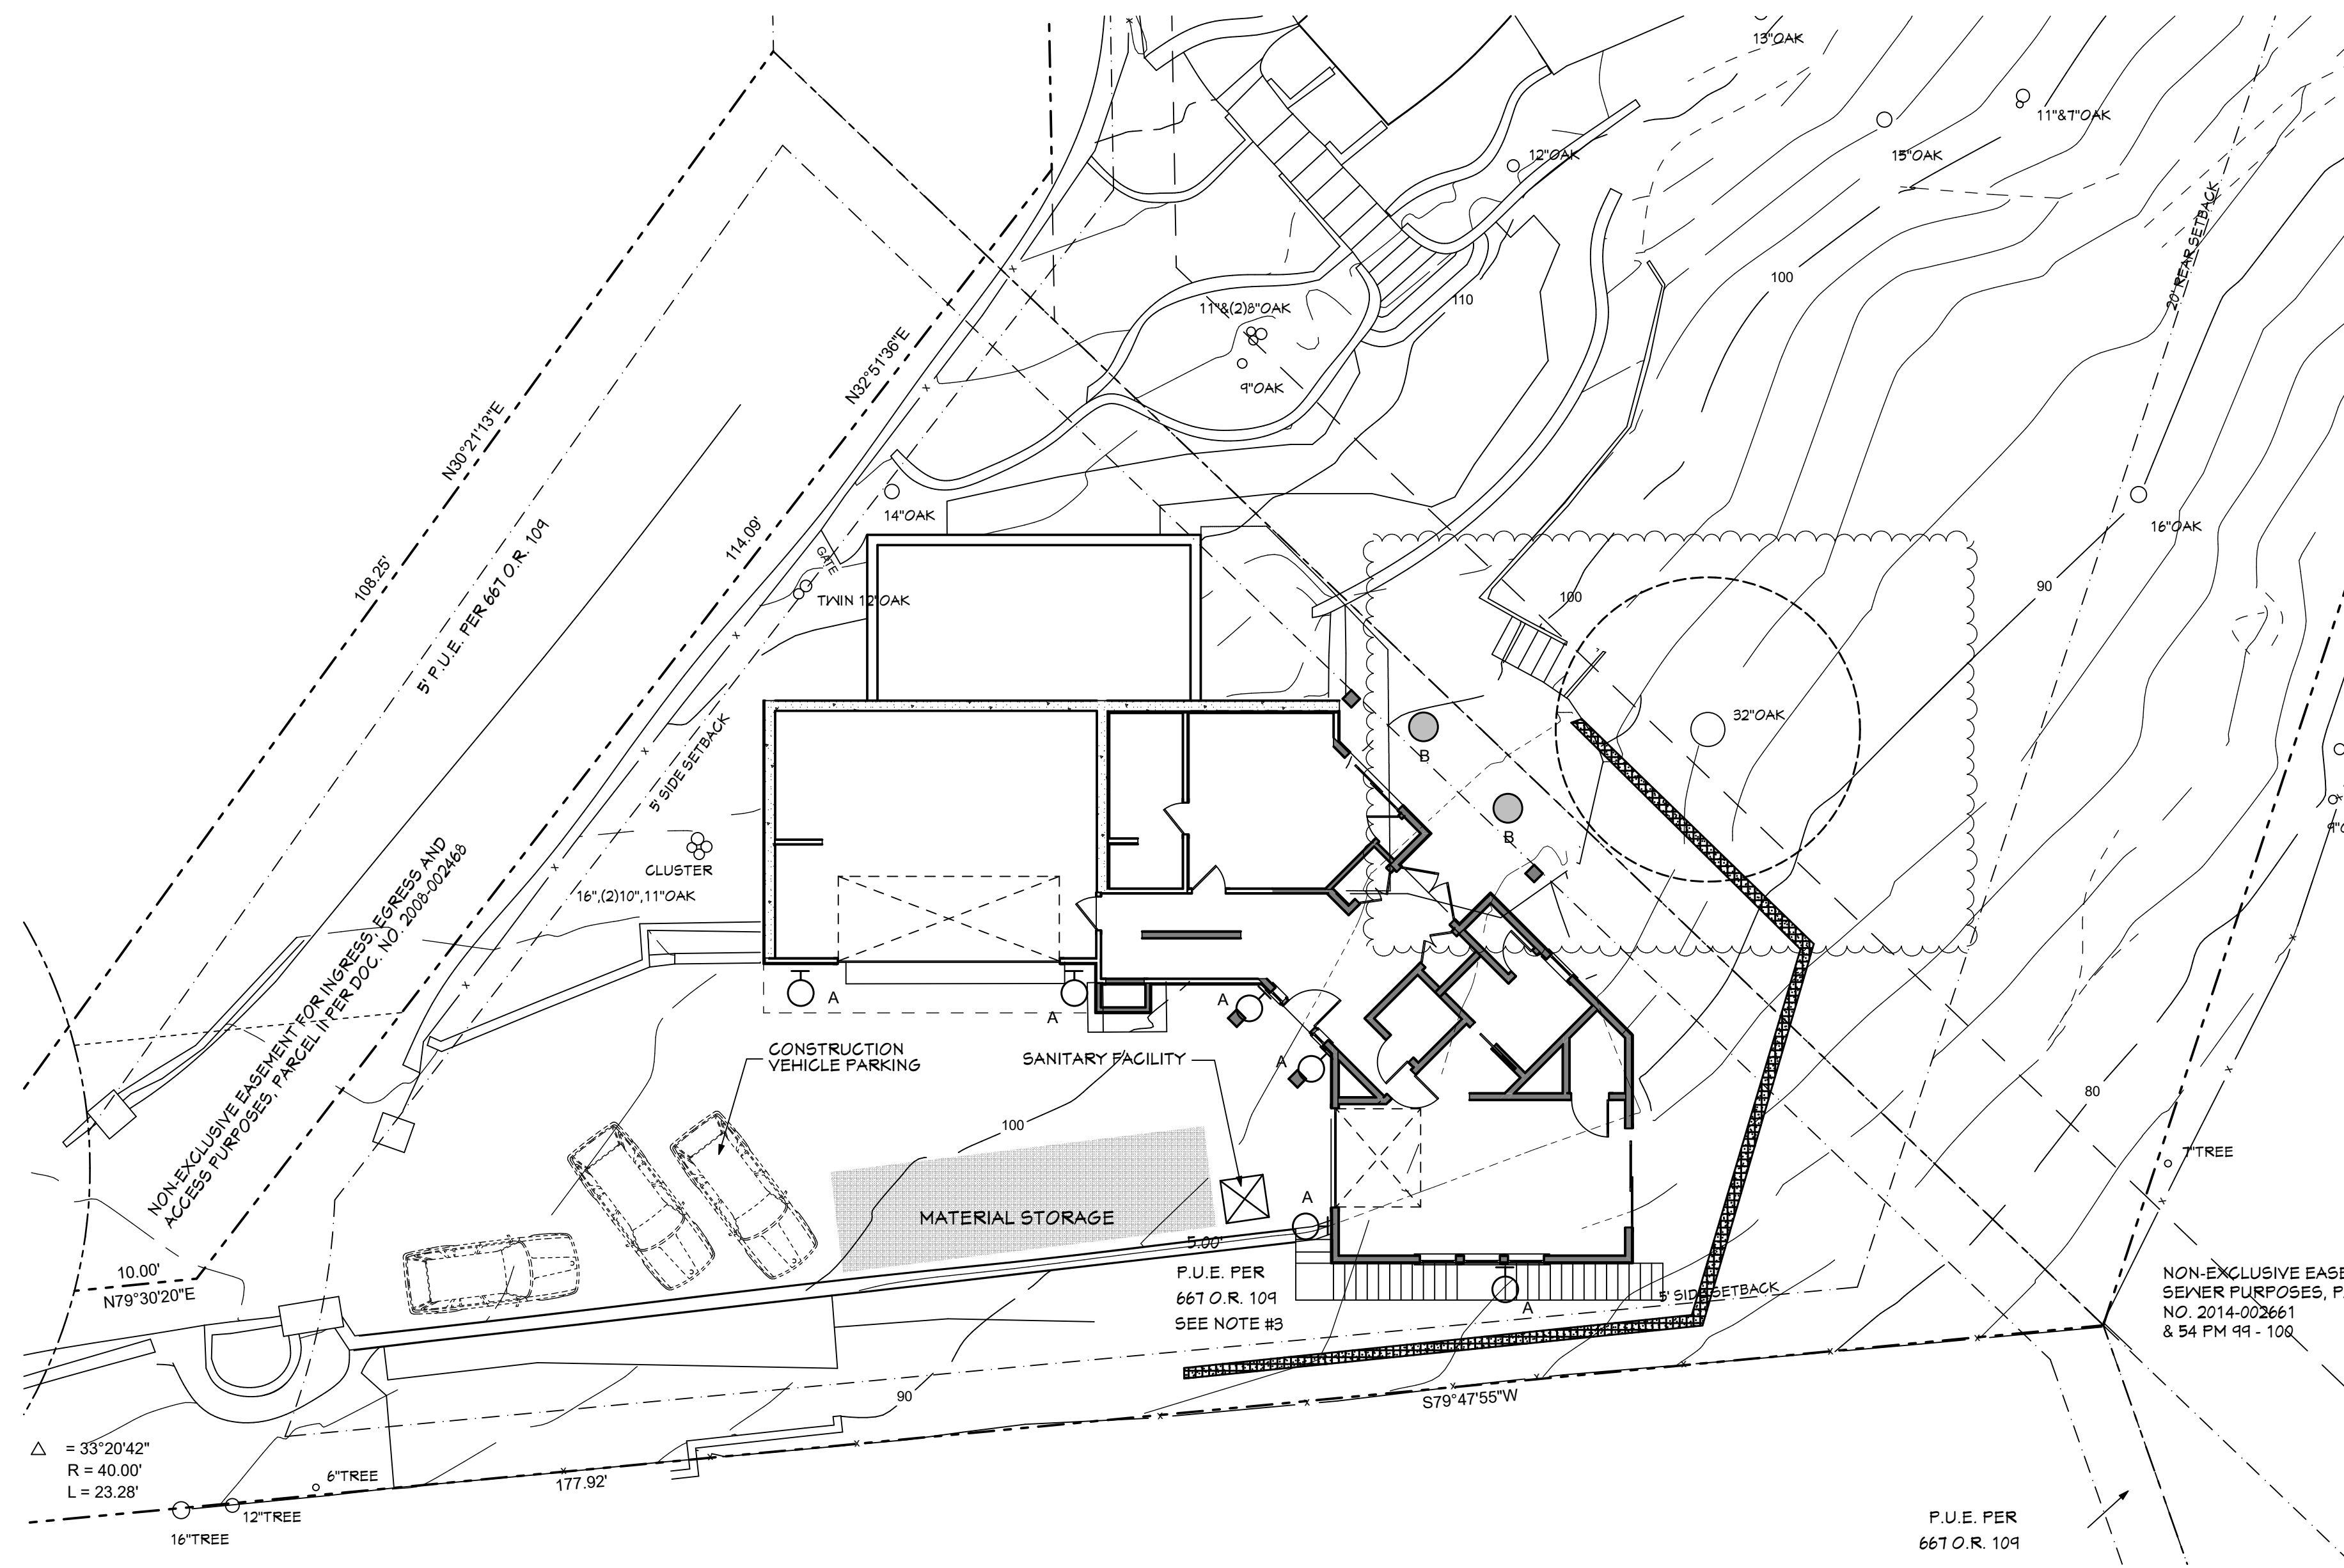 13"OAK
11"&7"OAK
12"OAK
15"OAK
20' REAR SETBACK
100
110
11"&(2)8"OAK
9"OAK
N32°51'36"E
N30°21'13"E
14"OAK
16"OAK
114.09'
GATE
108.25'
5' P.U.E. PER 667 O.R. 109
TWIN 12"OAK
100
90
32"OAK
B
5' SIDE SETBACK
B
CLUSTER
16",(2)10",11"OAK
NON-EXCLUSIVE EASEMENT FOR INGRESS, EGRESS AND
ACCESS PURPOSES, PARCEL II PER DOC. NO. 2008-002468
A
A
A
A
CONSTRUCTION
VEHICLE PARKING
SANITARY FACILITY
80
100
7"TREE
MATERIAL STORAGE
A
5.00'
P.U.E. PER
667 O.R. 109
SEE NOTE #3
10.00'
N79°30'20"E
A
5' SIDE SETBACK
NON-EXCLUSIVE EASE
SEWER PURPOSES, P
NO. 2014-002661
& 54 PM 99 - 100
90
S79°47'55"W
= 33°20'42"
R = 40.00'
L = 23.28'
6"TREE
177.92'
12"TREE
16"TREE
P.U.E. PER
667 O.R. 109